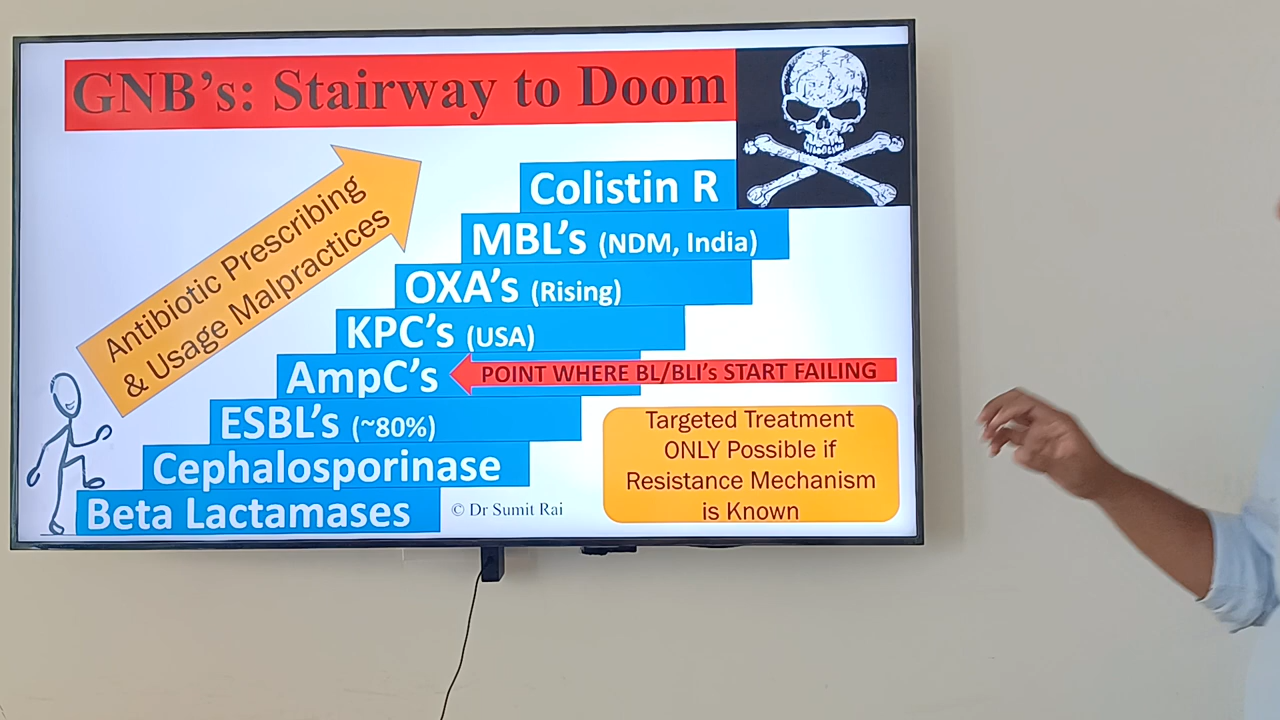 GNB's: Stairway to Doom
Antibiotic Prescribing
& Usage Malpractices
Colistin R
MBL's (NDM, India)
OXA's (Rising)
KPC's (USA)
AmpC's
POINT WHERE BL/BLI's START FAILING
ESBL's (~80%)
Cephalosporinase
Beta Lactamases
© Dr Sumit Rai
Targeted Treatment
ONLY Possible if
Resistance Mechanism
is Known